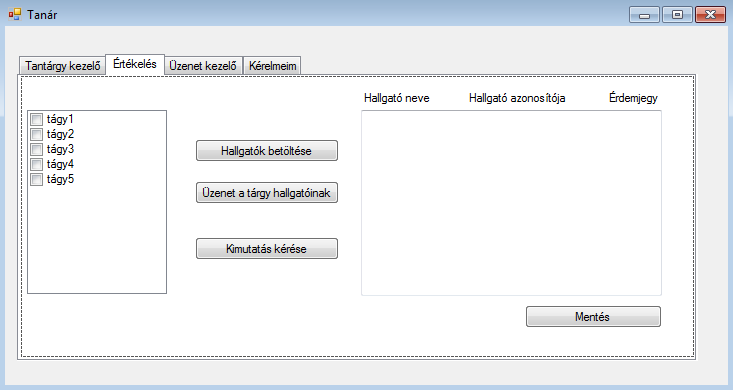 Tanár
Tantárgy kezelő Értékelés Üzenet kezelő Kérelmeim
Hallgató neve Hallgató azonosítója Érdemjegy
tágy1
tágy2
tágy3
tágy4
tágy5
Hallgatók betöltése
Üzenet a tárgy hallgatóinak
Kimutatás kérése
Mentés